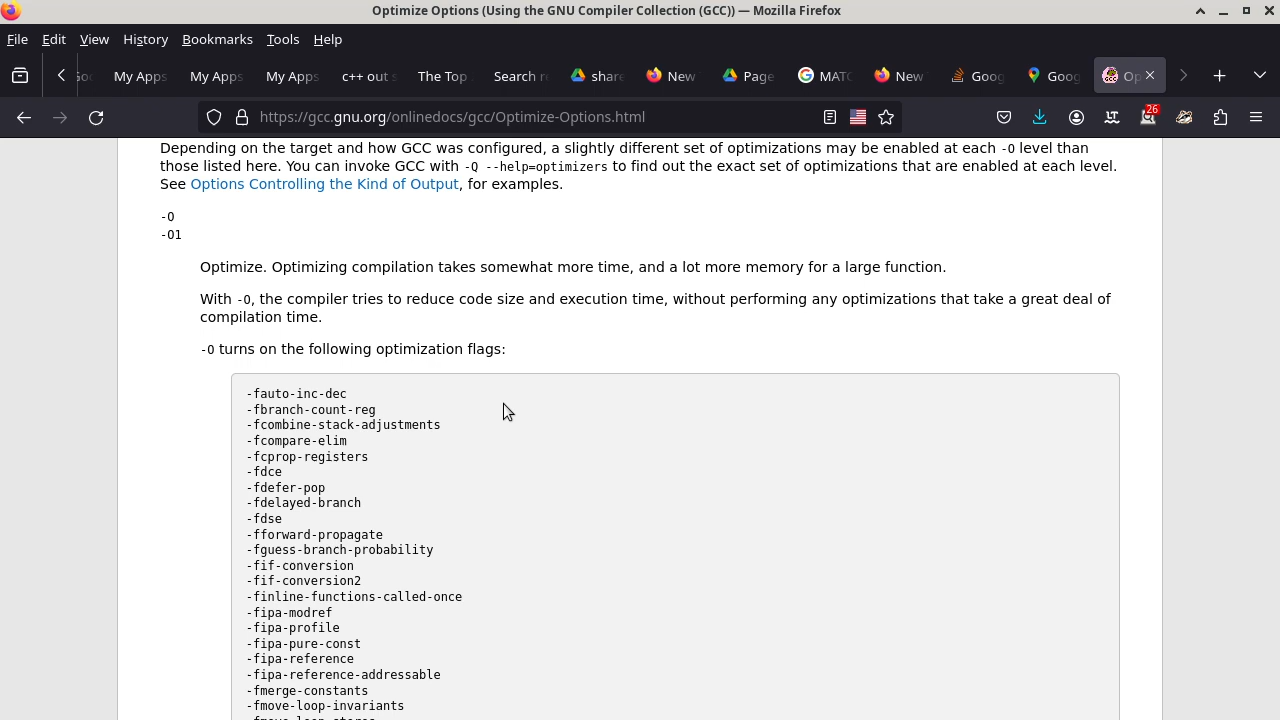 Optimize Options (Using the GNU Compiler Collection (GCC)) — Mozilla Firefox
File Edit View History Bookmarks Tools Help
My Apps My Apps My Apps c++ out s The Top Search re share New Page MATC New Goog Goog Op
https://gcc.gnu.org/onlinedocs/gcc/Optimize-Options.html
26
Depending on the target and how GCC was configured, a slightly different set of optimizations may be enabled at each -O level than
those listed here. You can invoke GCC with -Q --help=optimizers to find out the exact set of optimizations that are enabled at each level.
See Options Controlling the Kind of Output, for examples.
-O
-O1
Optimize. Optimizing compilation takes somewhat more time, and a lot more memory for a large function.
With -O, the compiler tries to reduce code size and execution time, without performing any optimizations that take a great deal of
compilation time.
-O turns on the following optimization flags:
-fauto-inc-dec
-fbranch-count-reg
-fcombine-stack-adjustments
-fcompare-elim
-fcprop-registers
-fdce
-fdefer-pop
-fdelayed-branch
-fdse
-fforward-propagate
-fguess-branch-probability
-fif-conversion
-fif-conversion2
-finline-functions-called-once
-fipa-modref
-fipa-profile
-fipa-pure-const
-fipa-reference
-fipa-reference-addressable
-fmerge-constants
-fmove-loop-invariants
-fmove-loop-stores